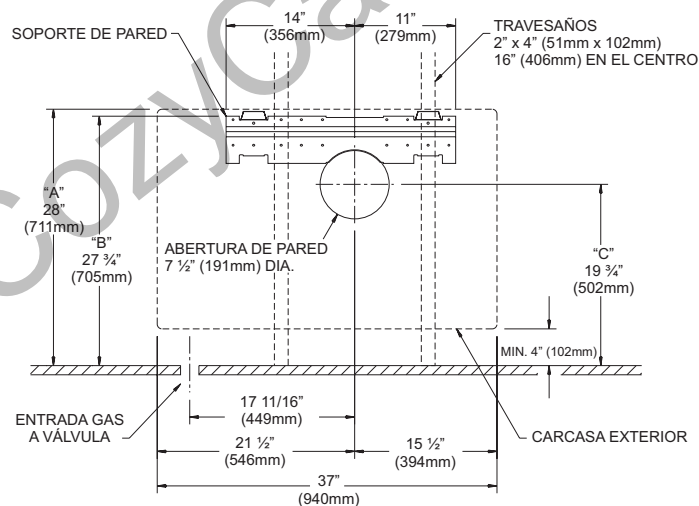 14”
(356mm)
11”
(279mm)
SOPORTE DE PARED
TRAVESAÑOS
2” x 4” (51mm x 102mm)
16” (406mm) EN EL CENTRO
“A”
28”
(711mm)
“B”
27 ¾”
(705mm)
ABERTURA DE PARED
7 ½” (191mm) DIA.
“C”
19 ¾”
(502mm)
MIN. 4” (102mm)
ENTRADA GAS
A VÁLVULA
17 11/16”
(449mm)
21 ½”
(546mm)
15 ½”
(394mm)
CARCASA EXTERIOR
37”
(940mm)